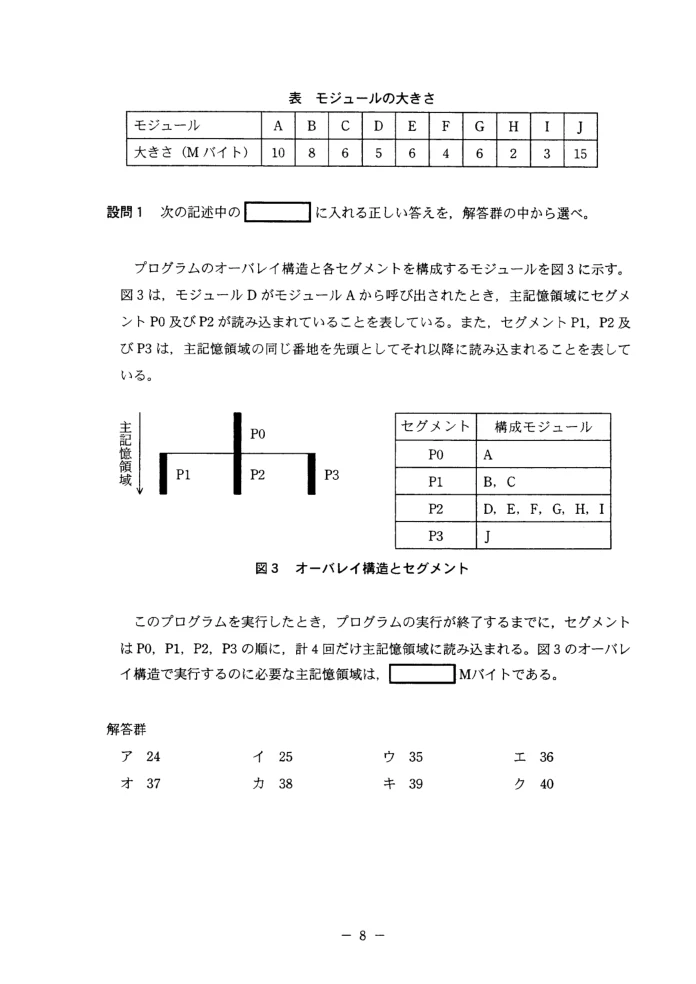 表　モジュールの大きさ
モジュール A B C D E F G H I J
大きさ（M バイト） 10 8 6 5 6 4 6 2 3 15
設問1　次の記述中の　　　に入れる正しい答えを，解答群の中から選べ。
プログラムのオーバレイ構造と各セグメントを構成するモジュールを図3に示す。
図3は，モジュールDがモジュールAから呼び出されたとき，主記憶領域にセグメ
ントP0及びP2が読み込まれていることを表している。また，セグメントP1，P2及
びP3は，主記憶領域の同じ番地を先頭としてそれ以降に読み込まれることを表して
いる。
主記憶領域
P0
P1 P2 P3
セグメント 構成モジュール
P0 A
P1 B，C
P2 D，E，F，G，H，I
P3 J
図3　オーバレイ構造とセグメント
このプログラムを実行したとき，プログラムの実行が終了するまでに，セグメント
はP0，P1，P2，P3の順に，計4回だけ主記憶領域に読み込まれる。図3のオーバレ
イ構造で実行するのに必要な主記憶領域は，　　　Mバイトである。
解答群
ア 24 イ 25 ウ 35 エ 36
オ 37 カ 38 キ 39 ク 40
－ 8 －